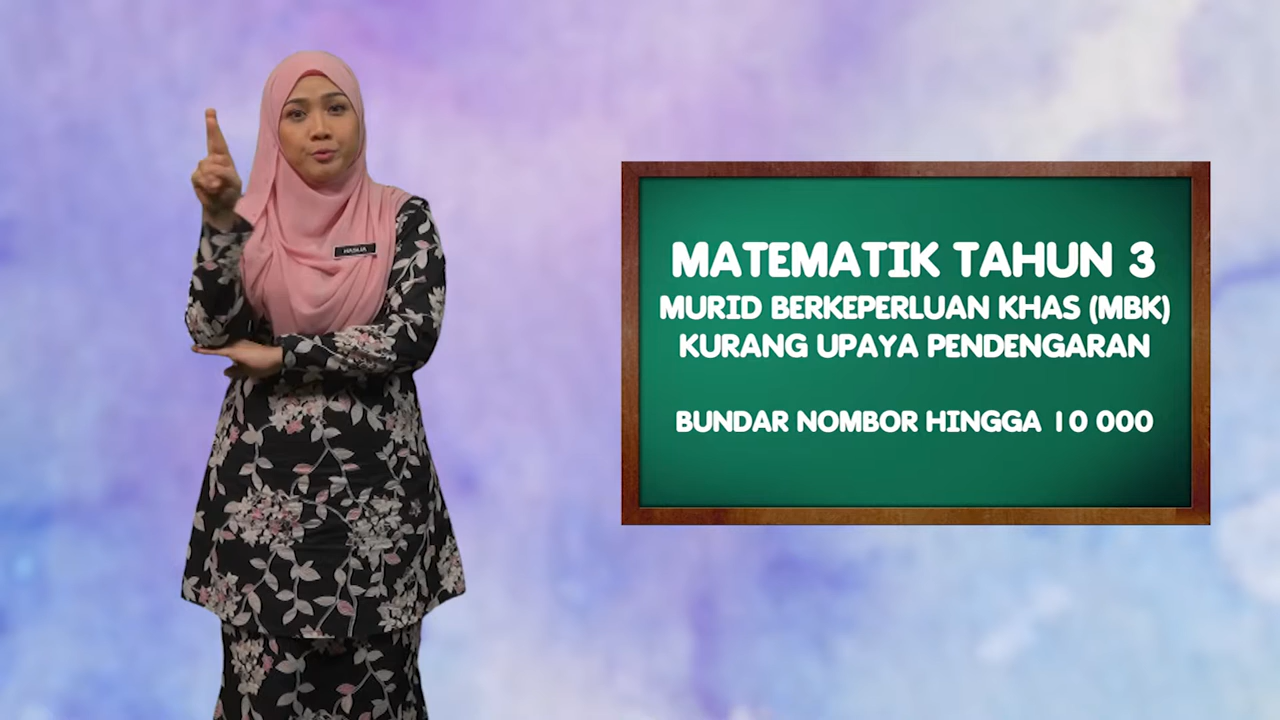 MATEMATIK TAHUN 3
MURID BERKEPERLUAN KHAS (MBK)
KURANG UPAYA PENDENGARAN
BUNDAR NOMBOR HINGGA 10 000